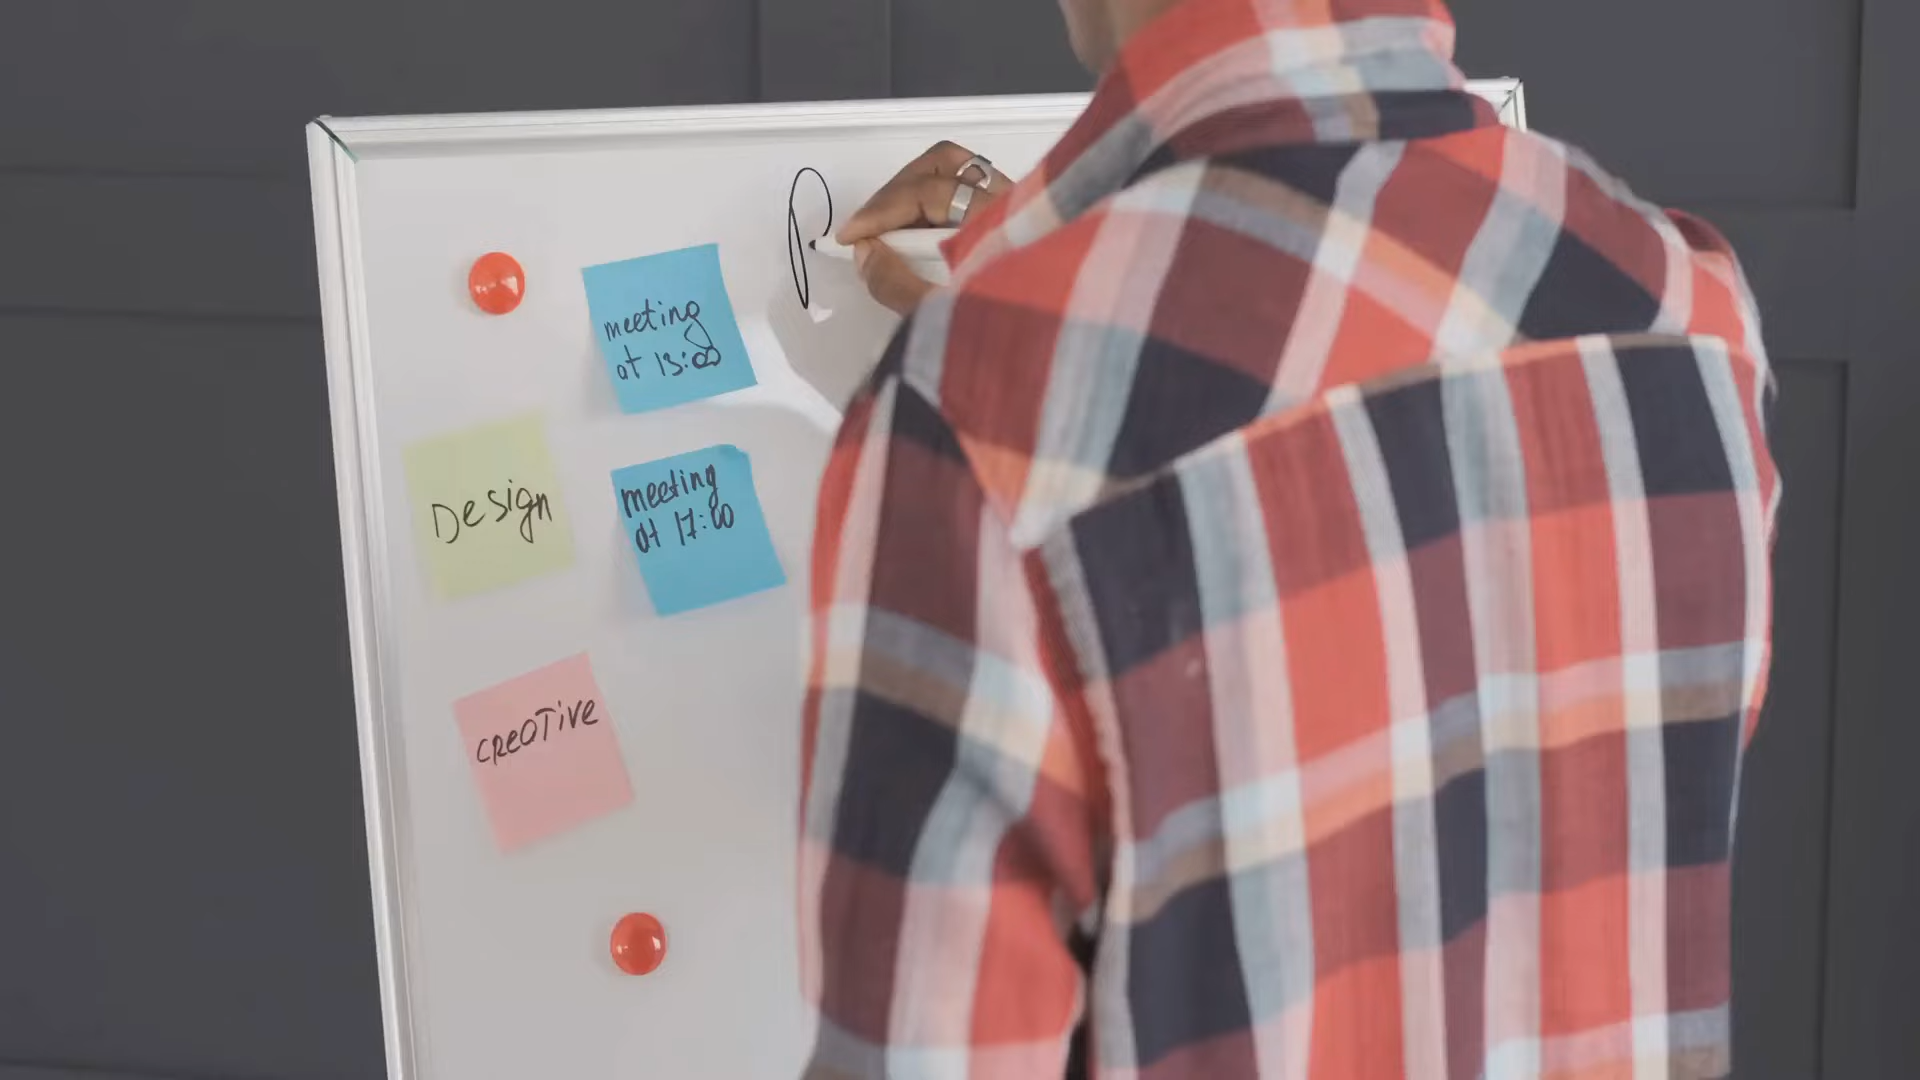 P
meeting
at 13:00
Design
meeting
at 17:00
creative